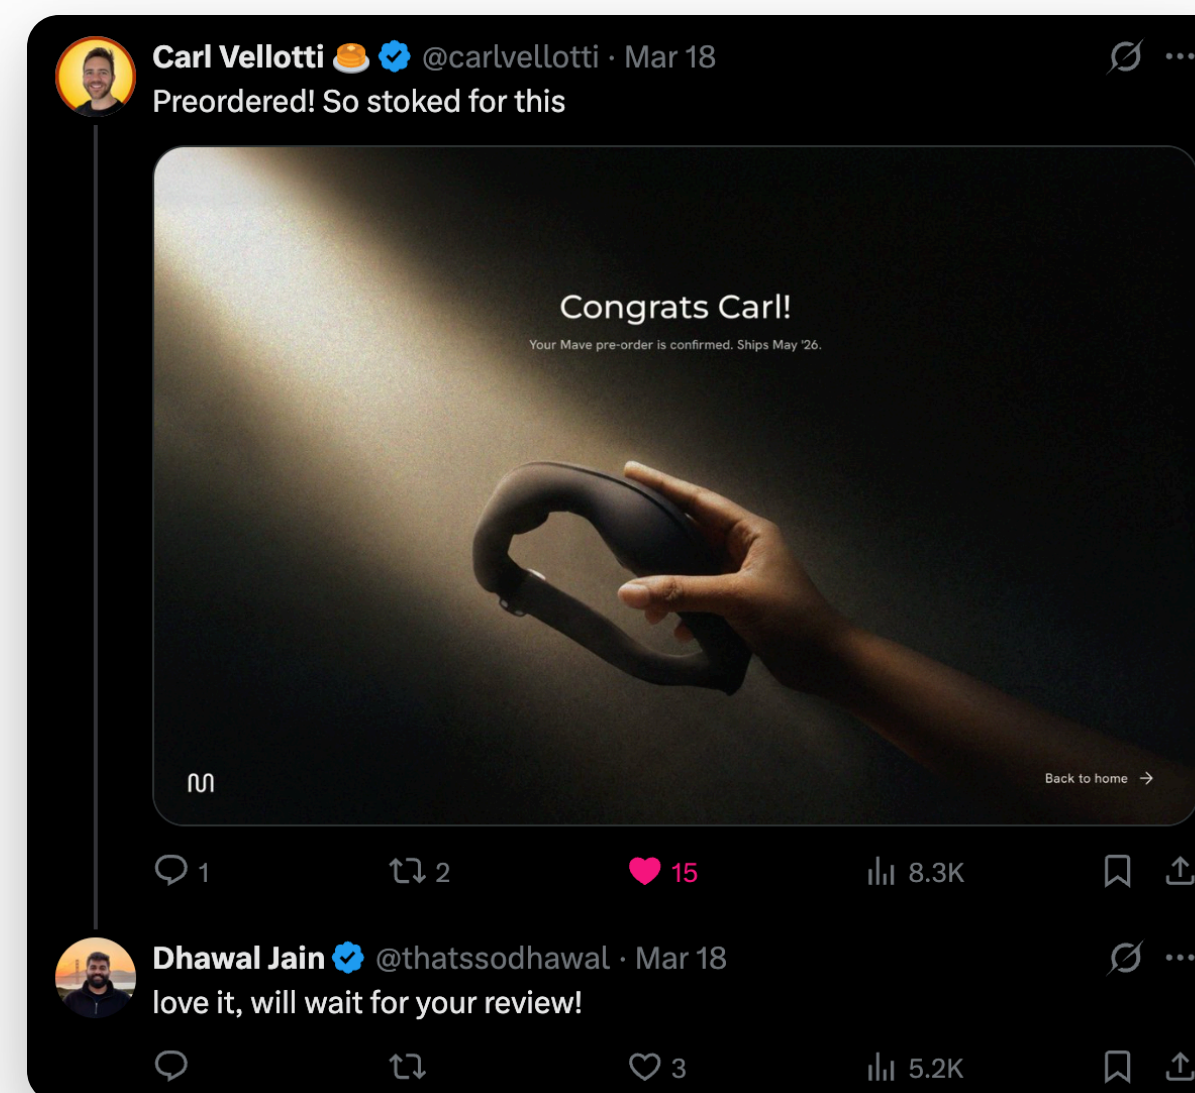 Carl Vellotti 🥞 @carlvellotti · Mar 18
Preordered! So stoked for this
Congrats Carl!
Your Mave pre-order is confirmed. Ships May '26.
Back to home →
1 2 15 8.3K
Dhawal Jain @thatssodhawal · Mar 18
love it, will wait for your review!
3 5.2K